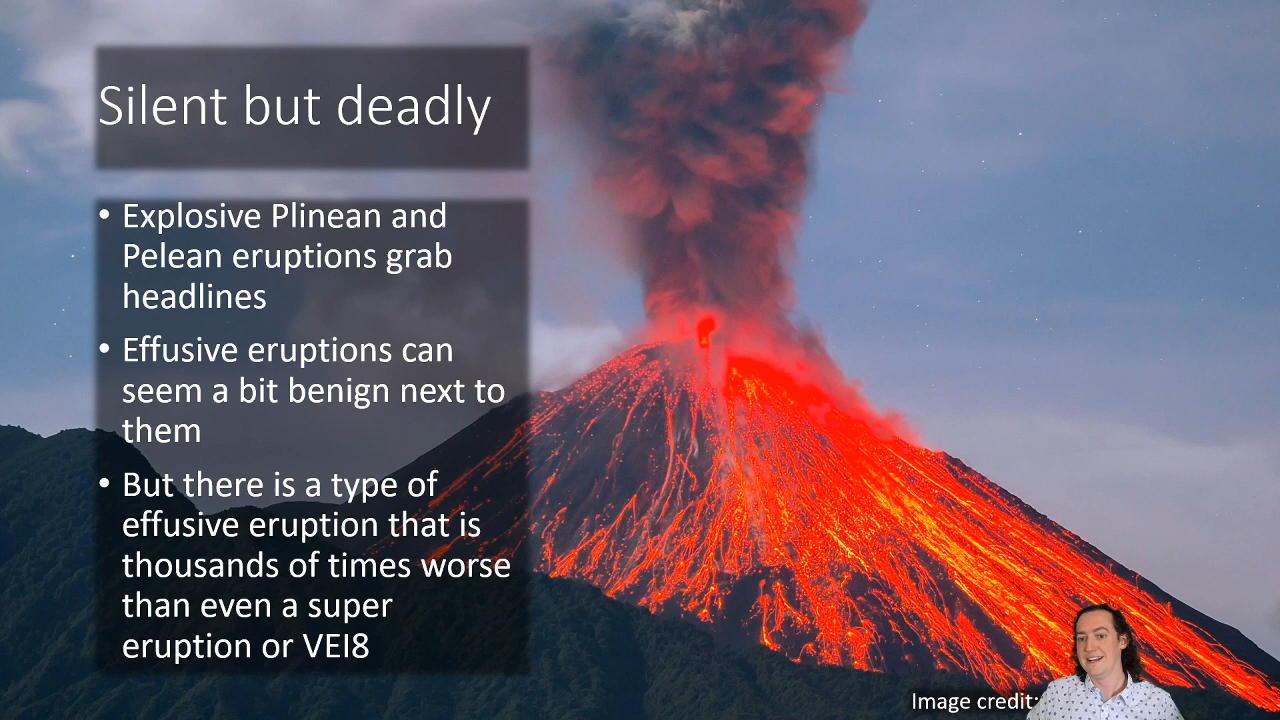 Silent but deadly
• Explosive Plinean and
Pelean eruptions grab
headlines
• Effusive eruptions can
seem a bit benign next to
them
• But there is a type of
effusive eruption that is
thousands of times worse
than even a super
eruption or VEI8
Image credit: